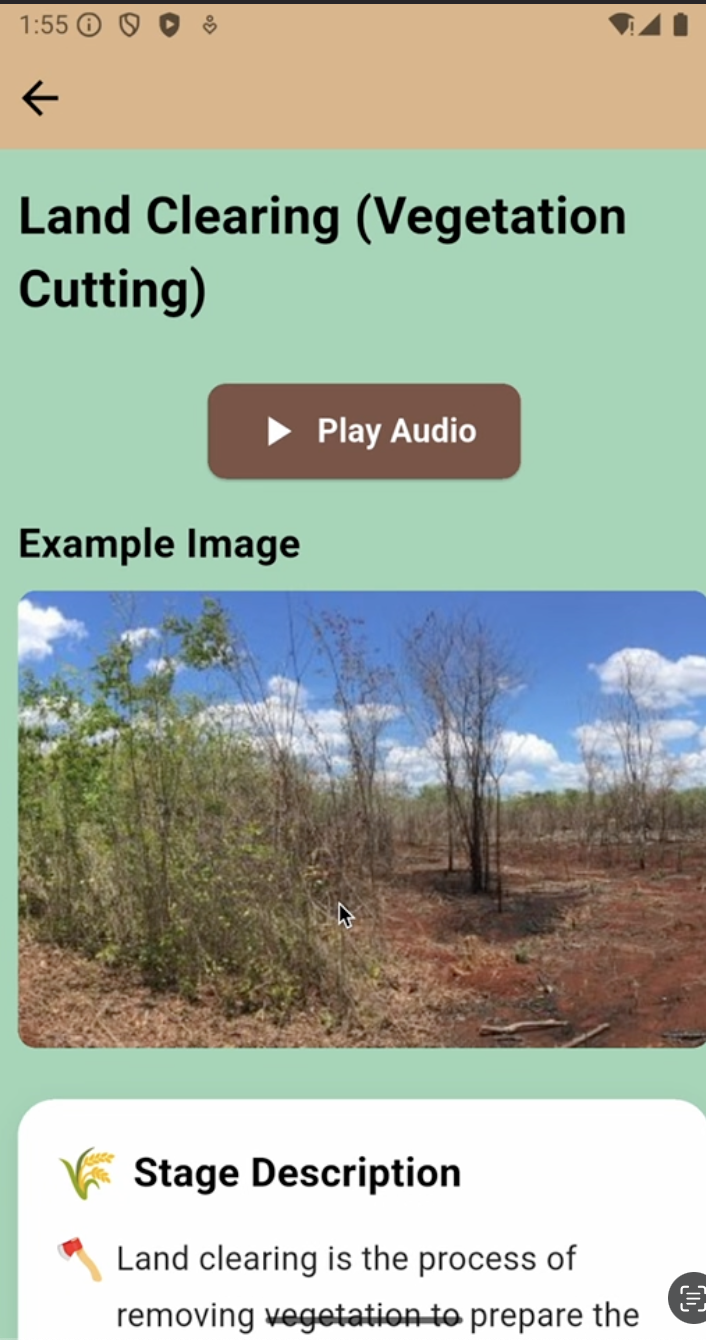 1:55
Land Clearing (Vegetation
Cutting)
Play Audio
Example Image
Stage Description
Land clearing is the process of
removing vegetation to prepare the